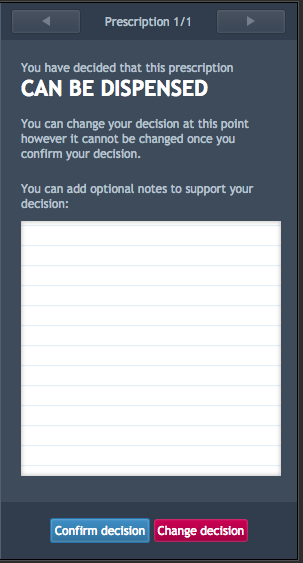 Prescription 1/1
You have decided that this prescription
CAN BE DISPENSED
You can change your decision at this point
however it cannot be changed once you
confirm your decision.
You can add optional notes to support your
decision:
Confirm decision
Change decision